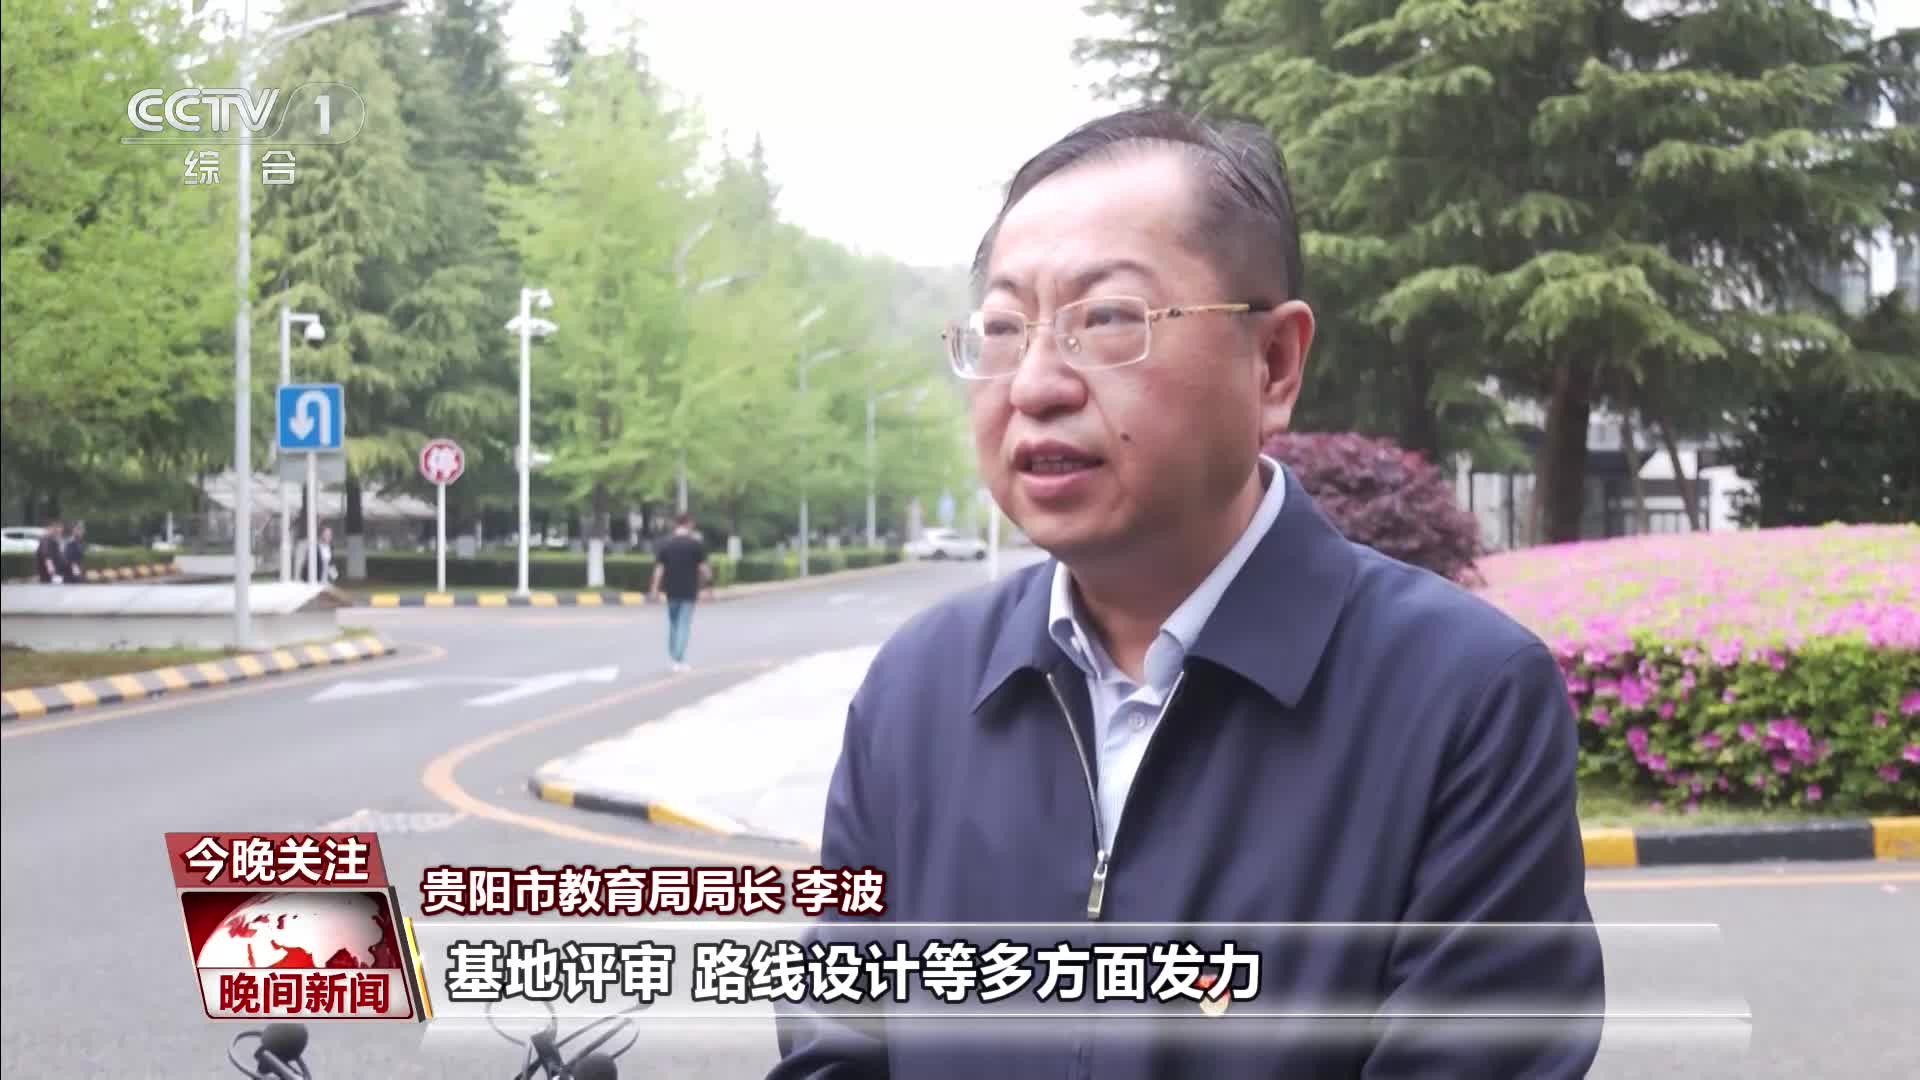 CCTV 1
综合
停
今晚关注
贵阳市教育局局长 李波
基地评审 路线设计等多方面发力
晚间新闻